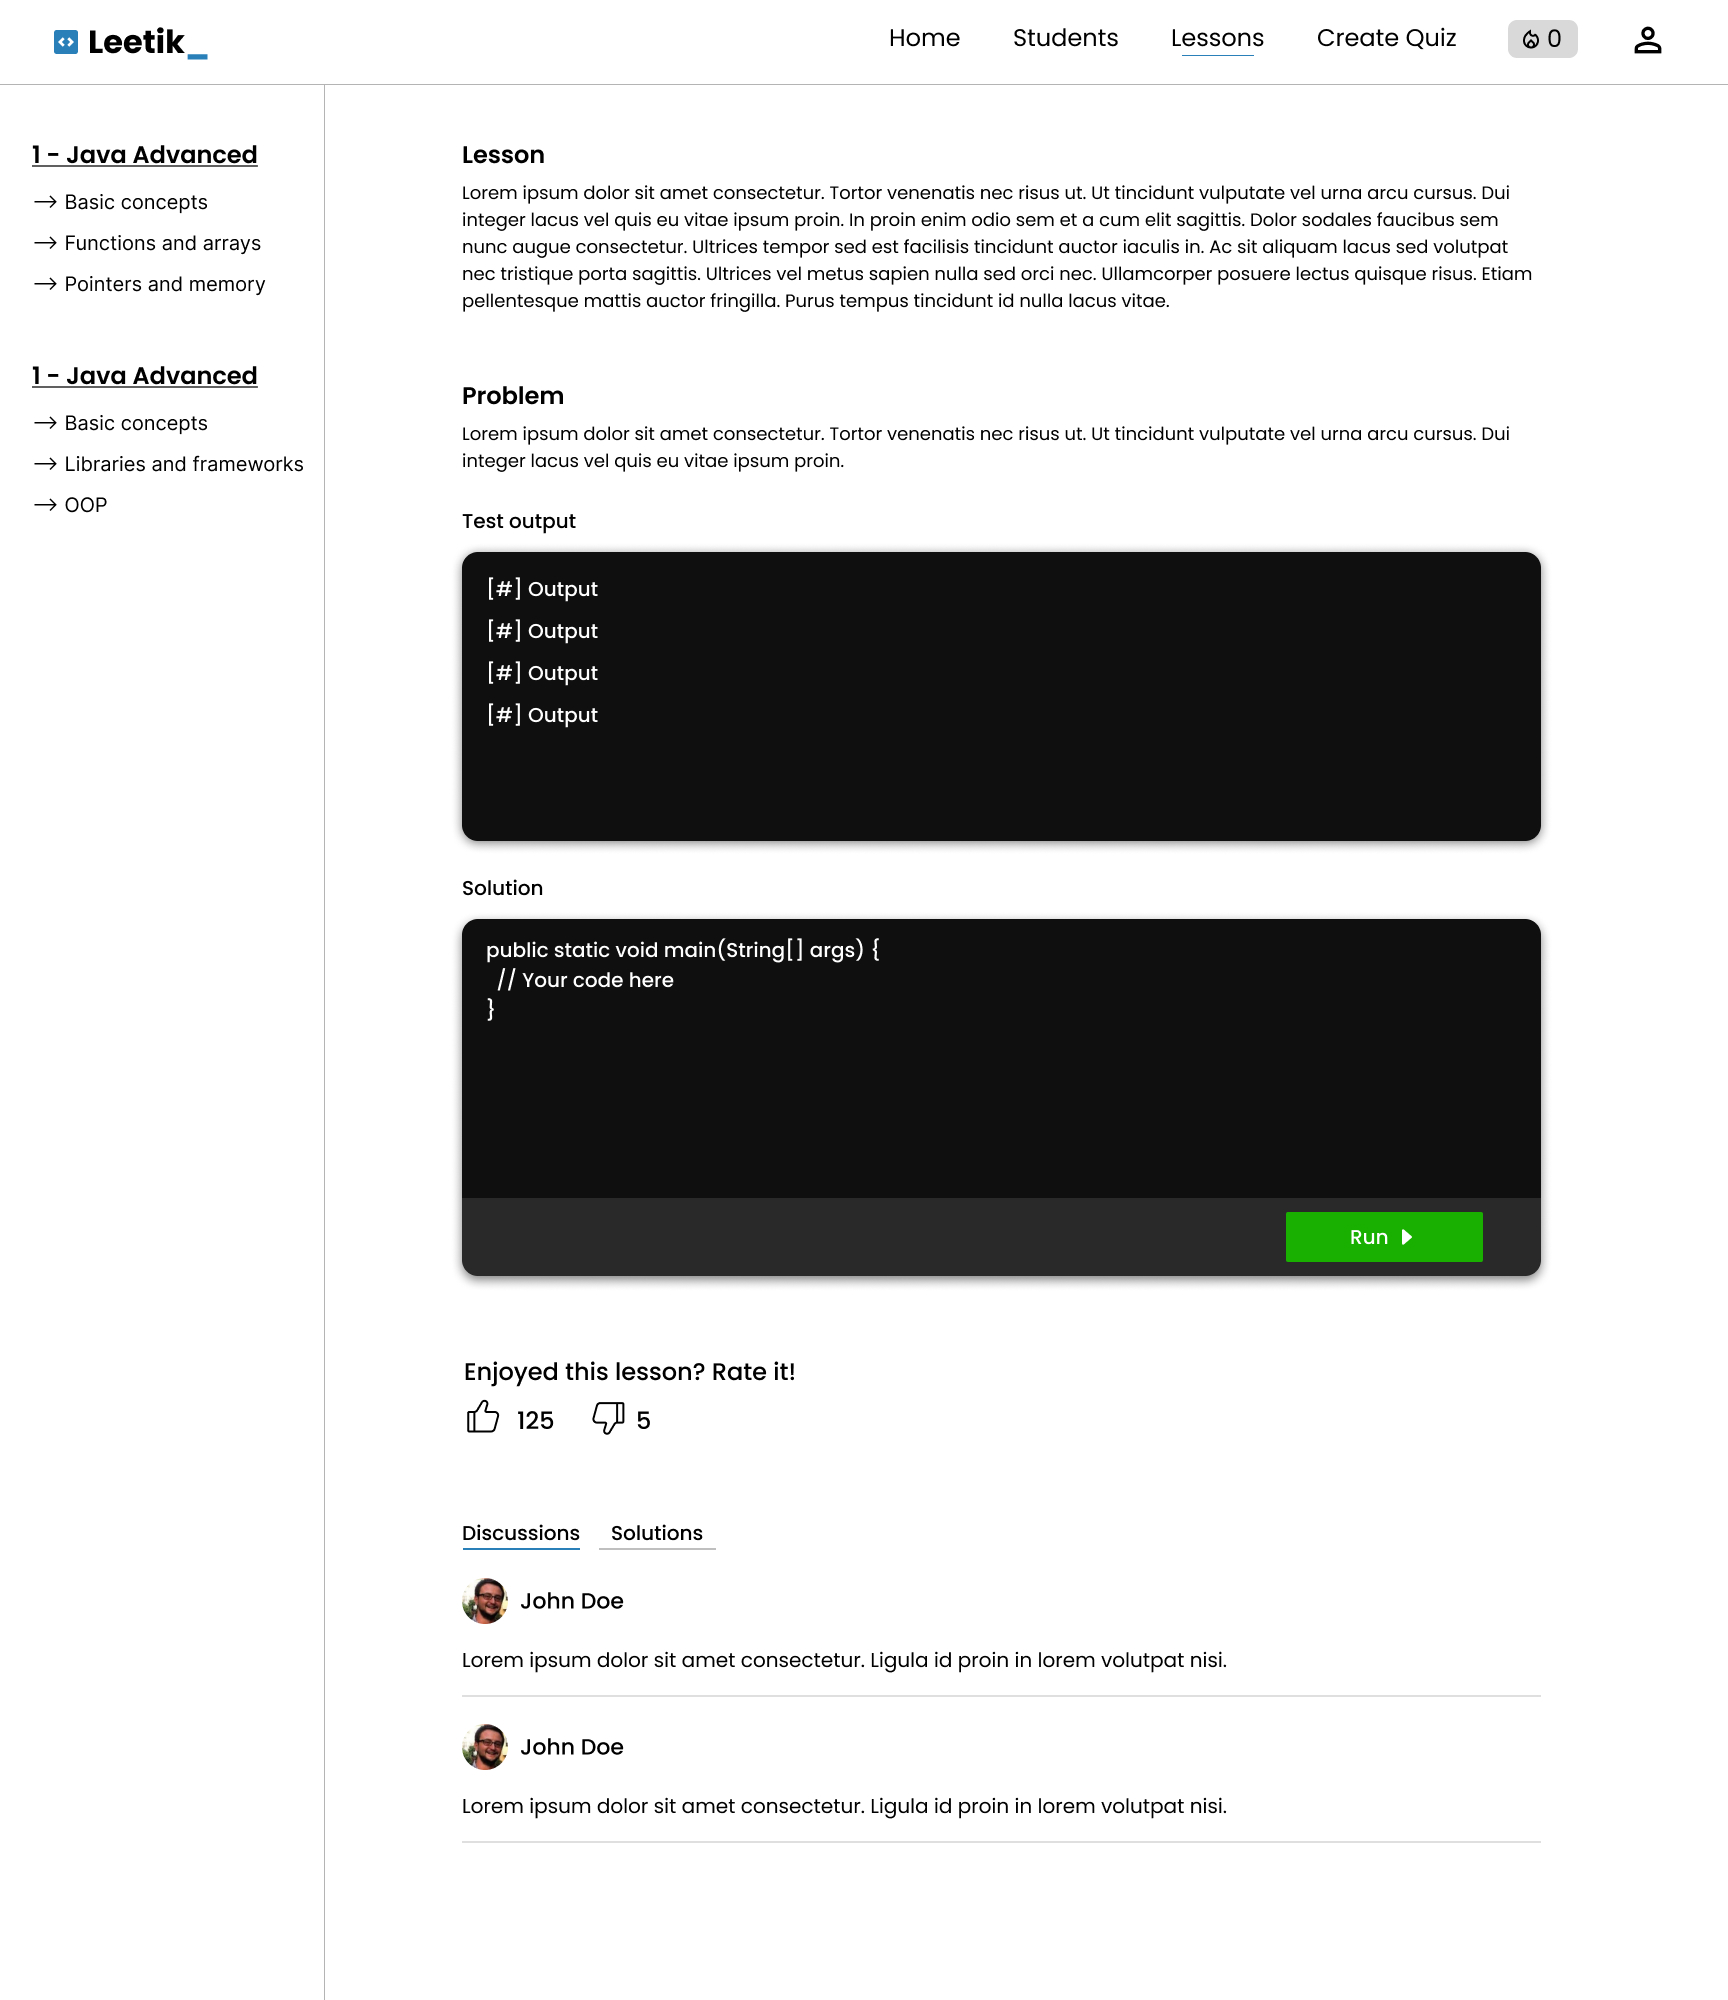 Leetik_
Home Students Lessons Create Quiz 0
1 - Java Advanced
Basic concepts
Functions and arrays
Pointers and memory
1 - Java Advanced
Basic concepts
Libraries and frameworks
OOP
Lesson
Lorem ipsum dolor sit amet consectetur. Tortor venenatis nec risus ut. Ut tincidunt vulputate vel urna arcu cursus. Dui
integer lacus vel quis eu vitae ipsum proin. In proin enim odio sem et a cum elit sagittis. Dolor sodales faucibus sem
nunc augue consectetur. Ultrices tempor sed est facilisis tincidunt auctor iaculis in. Ac sit aliquam lacus sed volutpat
nec tristique porta sagittis. Ultrices vel metus sapien nulla sed orci nec. Ullamcorper posuere lectus quisque risus. Etiam
pellentesque mattis auctor fringilla. Purus tempus tincidunt id nulla lacus vitae.
Problem
Lorem ipsum dolor sit amet consectetur. Tortor venenatis nec risus ut. Ut tincidunt vulputate vel urna arcu cursus. Dui
integer lacus vel quis eu vitae ipsum proin.
Test output
[#] Output
[#] Output
[#] Output
[#] Output
Solution
public static void main(String[] args) {
// Your code here
}
Run
Enjoyed this lesson? Rate it!
125 5
Discussions Solutions
John Doe
Lorem ipsum dolor sit amet consectetur. Ligula id proin in lorem volutpat nisi.
John Doe
Lorem ipsum dolor sit amet consectetur. Ligula id proin in lorem volutpat nisi.